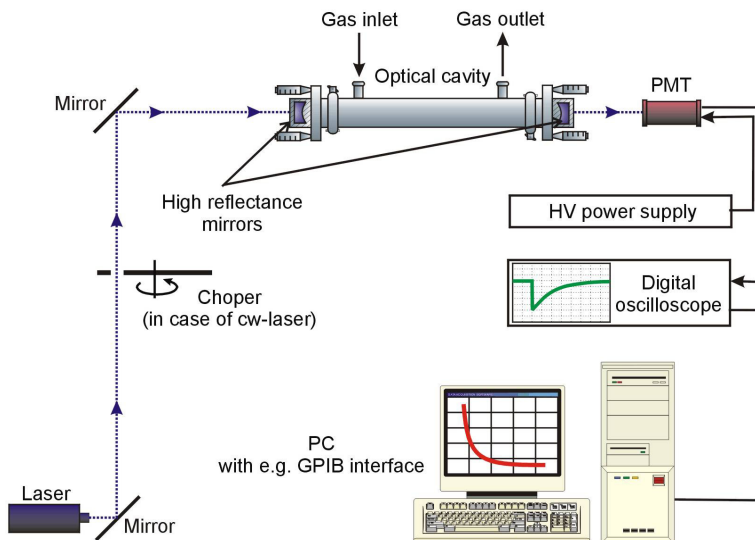 Gas inlet
Gas outlet
Optical cavity
PMT
Mirror
High reflectance
mirrors
HV power supply
Choper
(in case of cw-laser)
Digital
oscilloscope
PC
with e.g. GPIB interface
Laser
Mirror